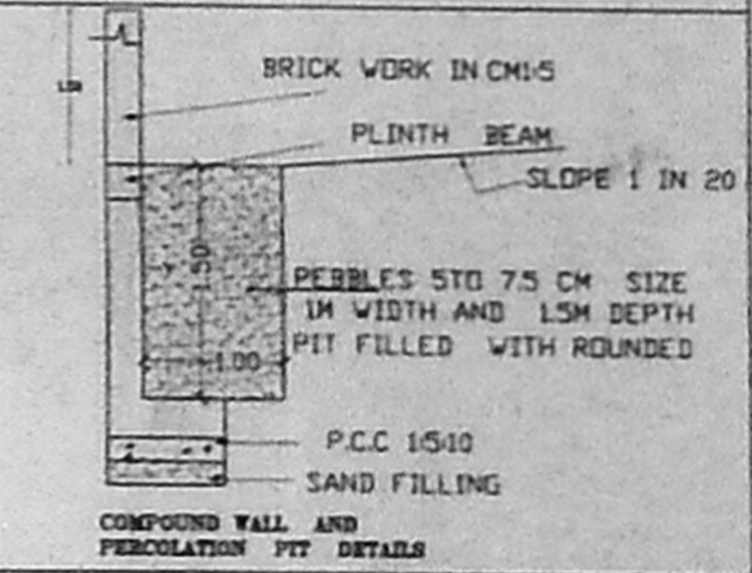 BRICK WORK IN CM1:5
1.50
PLINTH BEAM
SLOPE 1 IN 20
1.50
PEBBLES 5TO 7.5 CM SIZE
1M WIDTH AND 1.5M DEPTH
PIT FILLED WITH ROUNDED
1.00
P.C.C 1:5:10
SAND FILLING
COMPOUND WALL AND
PERCOLATION PIT DETAILS